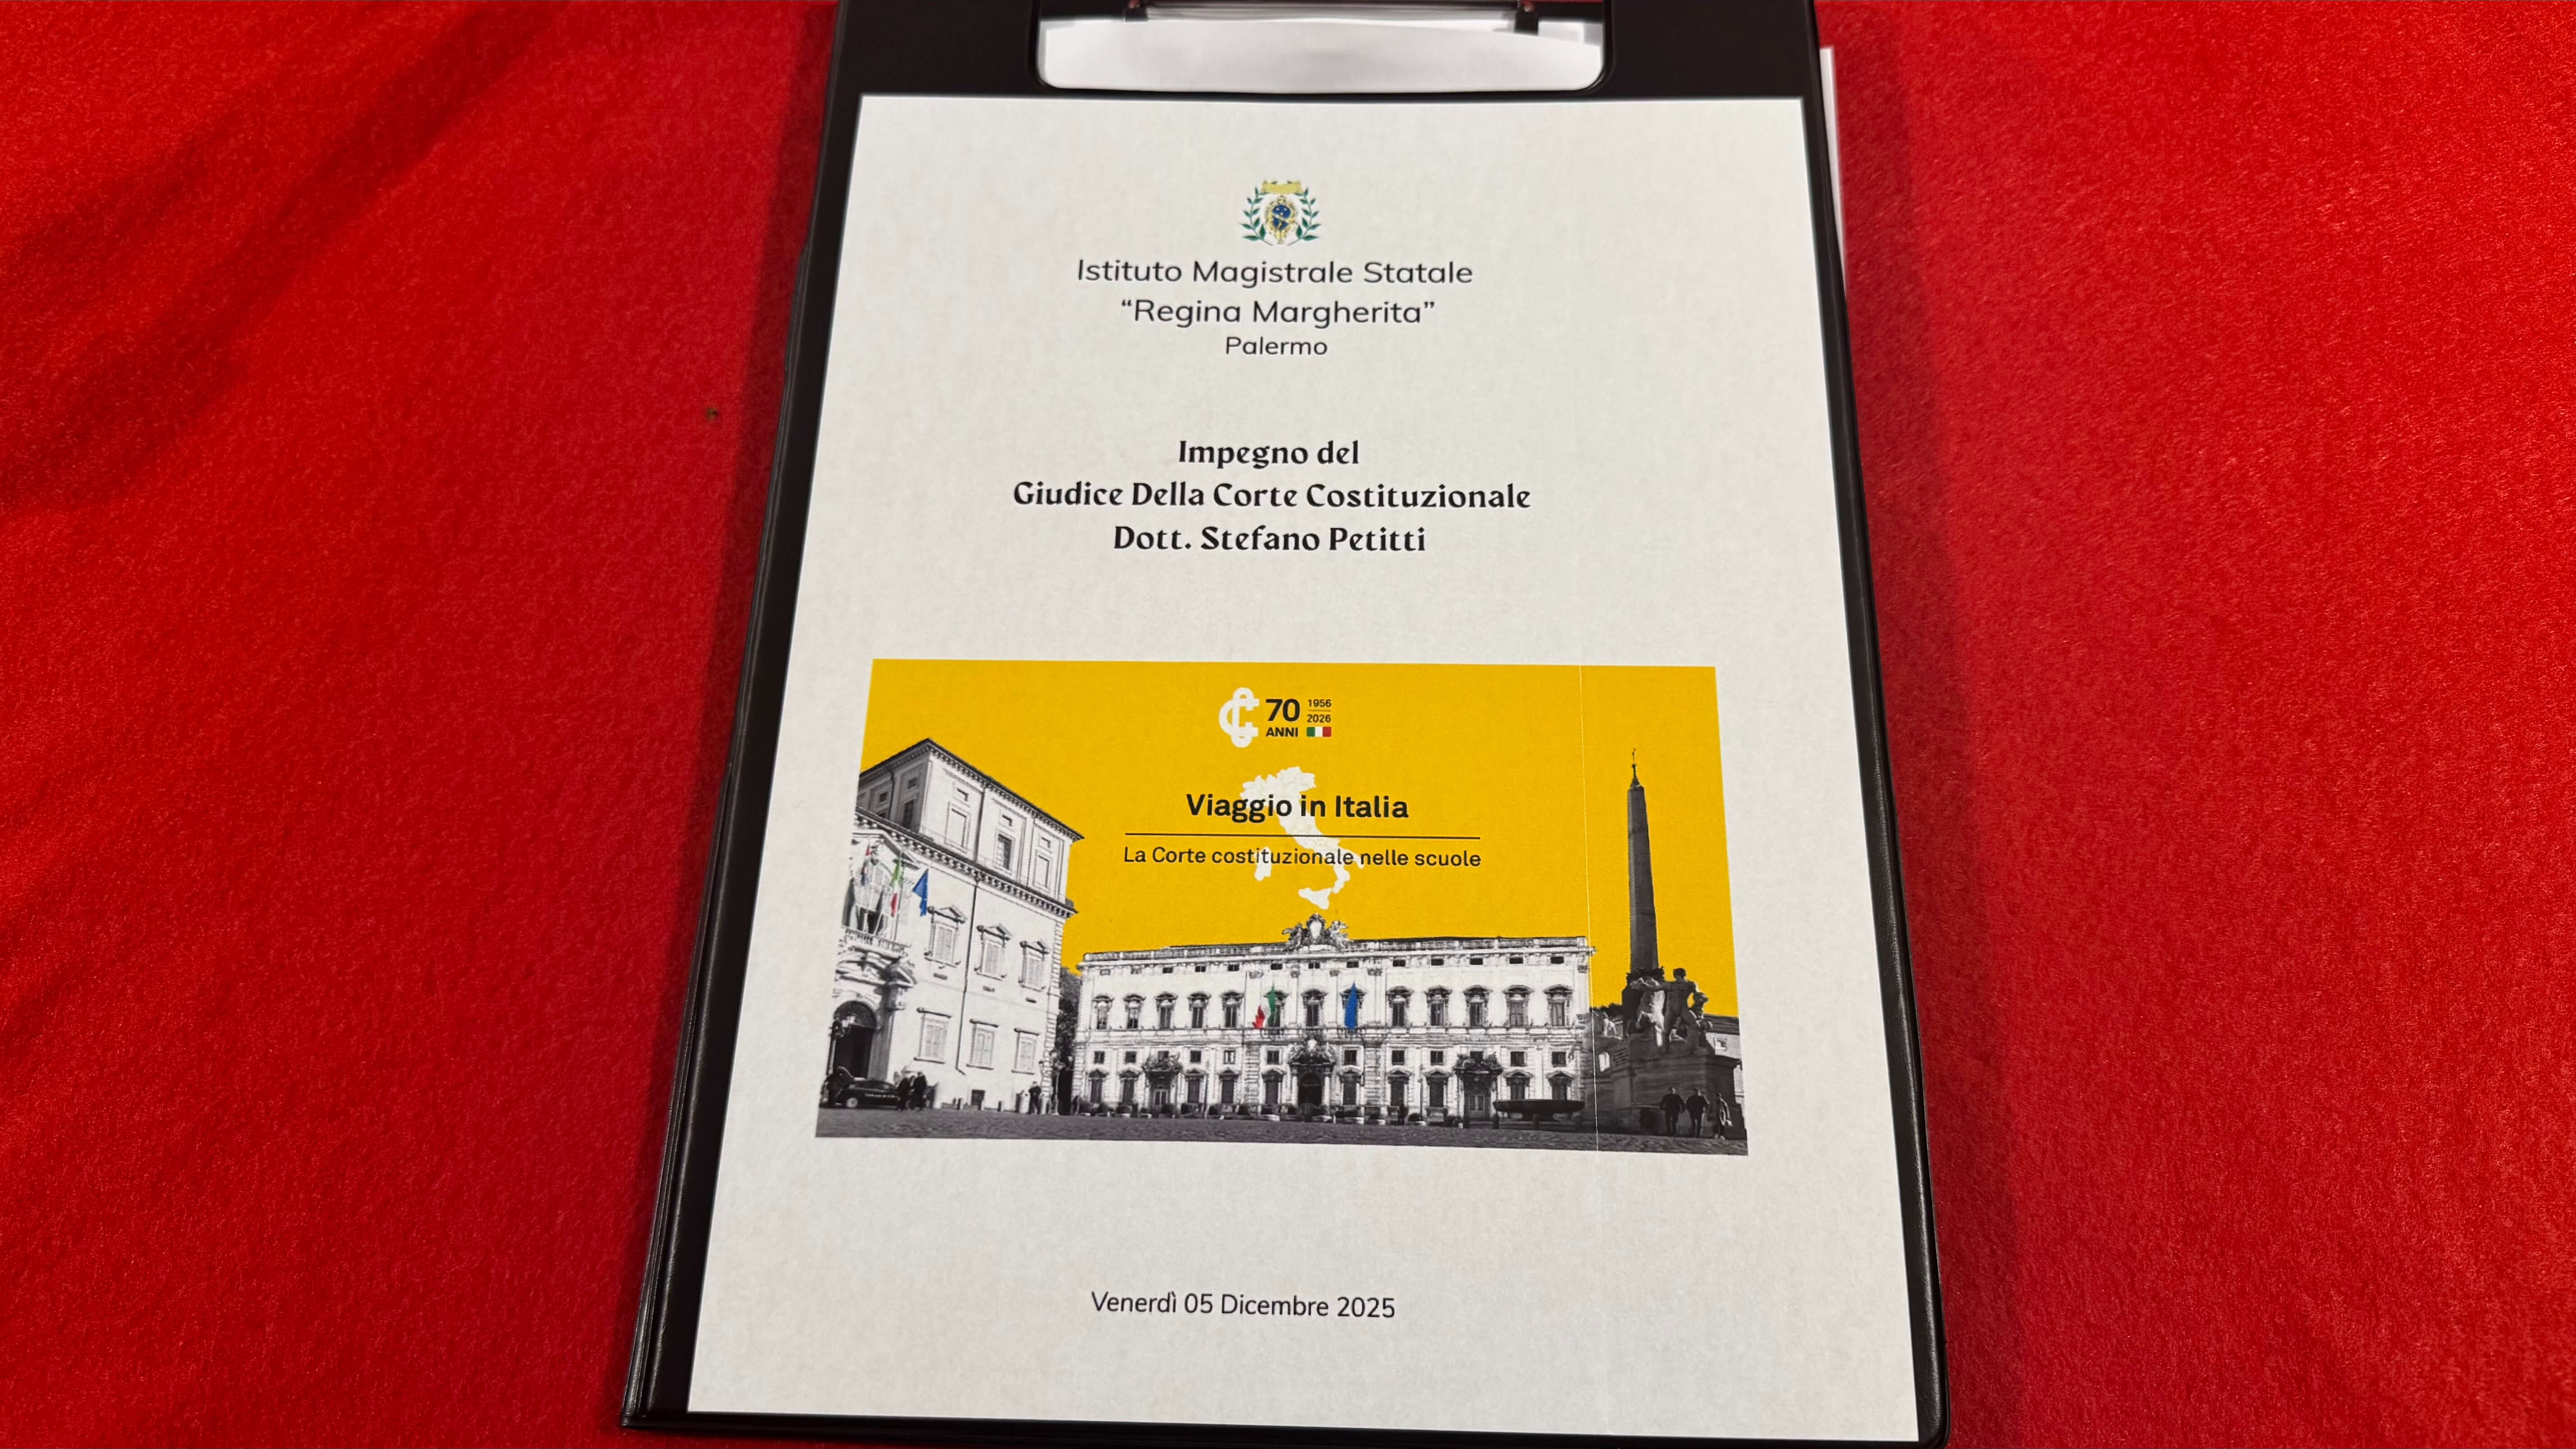 Istituto Magistrale Statale
“Regina Margherita”
Palermo
Impegno del
Giudice Della Corte Costituzionale
Dott. Stefano Petitti
70 ANNI
1956
2026
Viaggio in Italia
La Corte costituzionale nelle scuole
Venerdì 05 Dicembre 2025